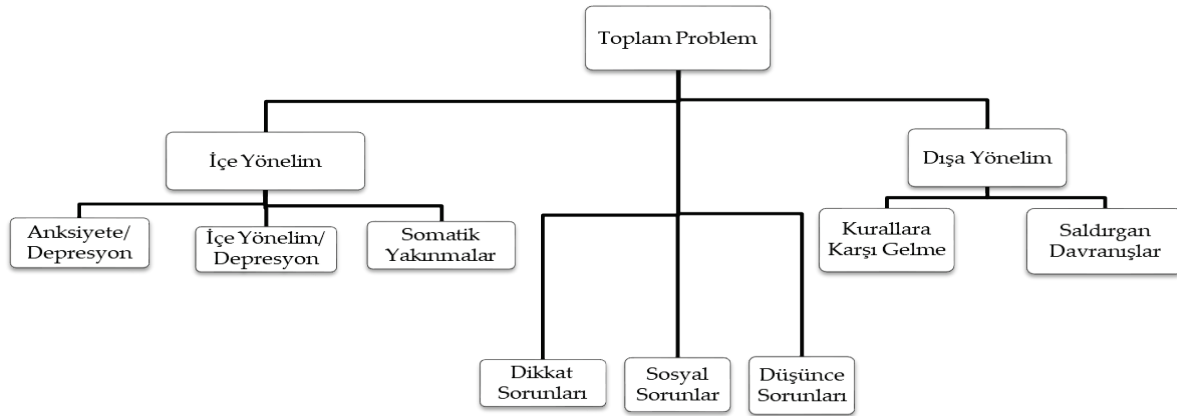 Toplam Problem
İçe Yönelim
Dışa Yönelim
Anksiyete/
Depresyon
İçe Yönelim/
Depresyon
Somatik
Yakınmalar
Kurallara
Karşı Gelme
Saldırgan
Davranışlar
Dikkat
Sorunları
Sosyal
Sorunlar
Düşünce
Sorunları